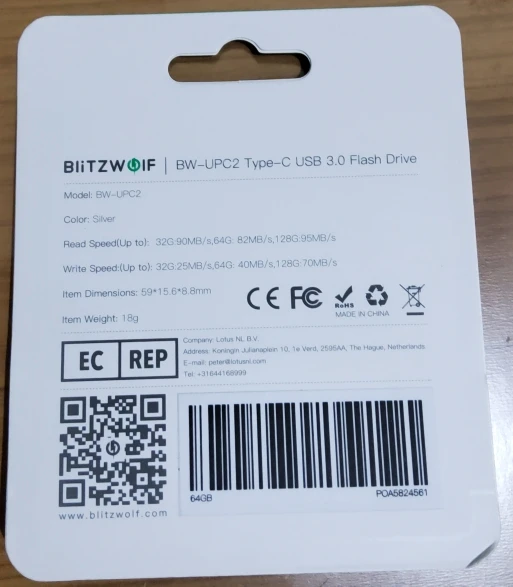 BliTZWOlF | BW-UPC2 Type-C USB 3.0 Flash Drive
Model: BW-UPC2
Color: Silver
Read Speed(Up to): 32G:90MB/s,64G: 82MB/s,128G:95MB/s
Write Speed:(Up to): 32G:25MB/s,64G: 40MB/s,128G:70MB/s
Item Dimensions: 59*15.6*8.8mm
Item Weight: 18g
CE FC RoHS
MADE IN CHINA
EC REP
Company: Lotus NL B.V.
Address: Koningin Julianaplein 10, 1e Verd, 2595AA, The Hague, Netherlands
E-mail: peter@lotusnl.com
Tel: +31644168999
www.blitzwolf.com
64GB POA5824561